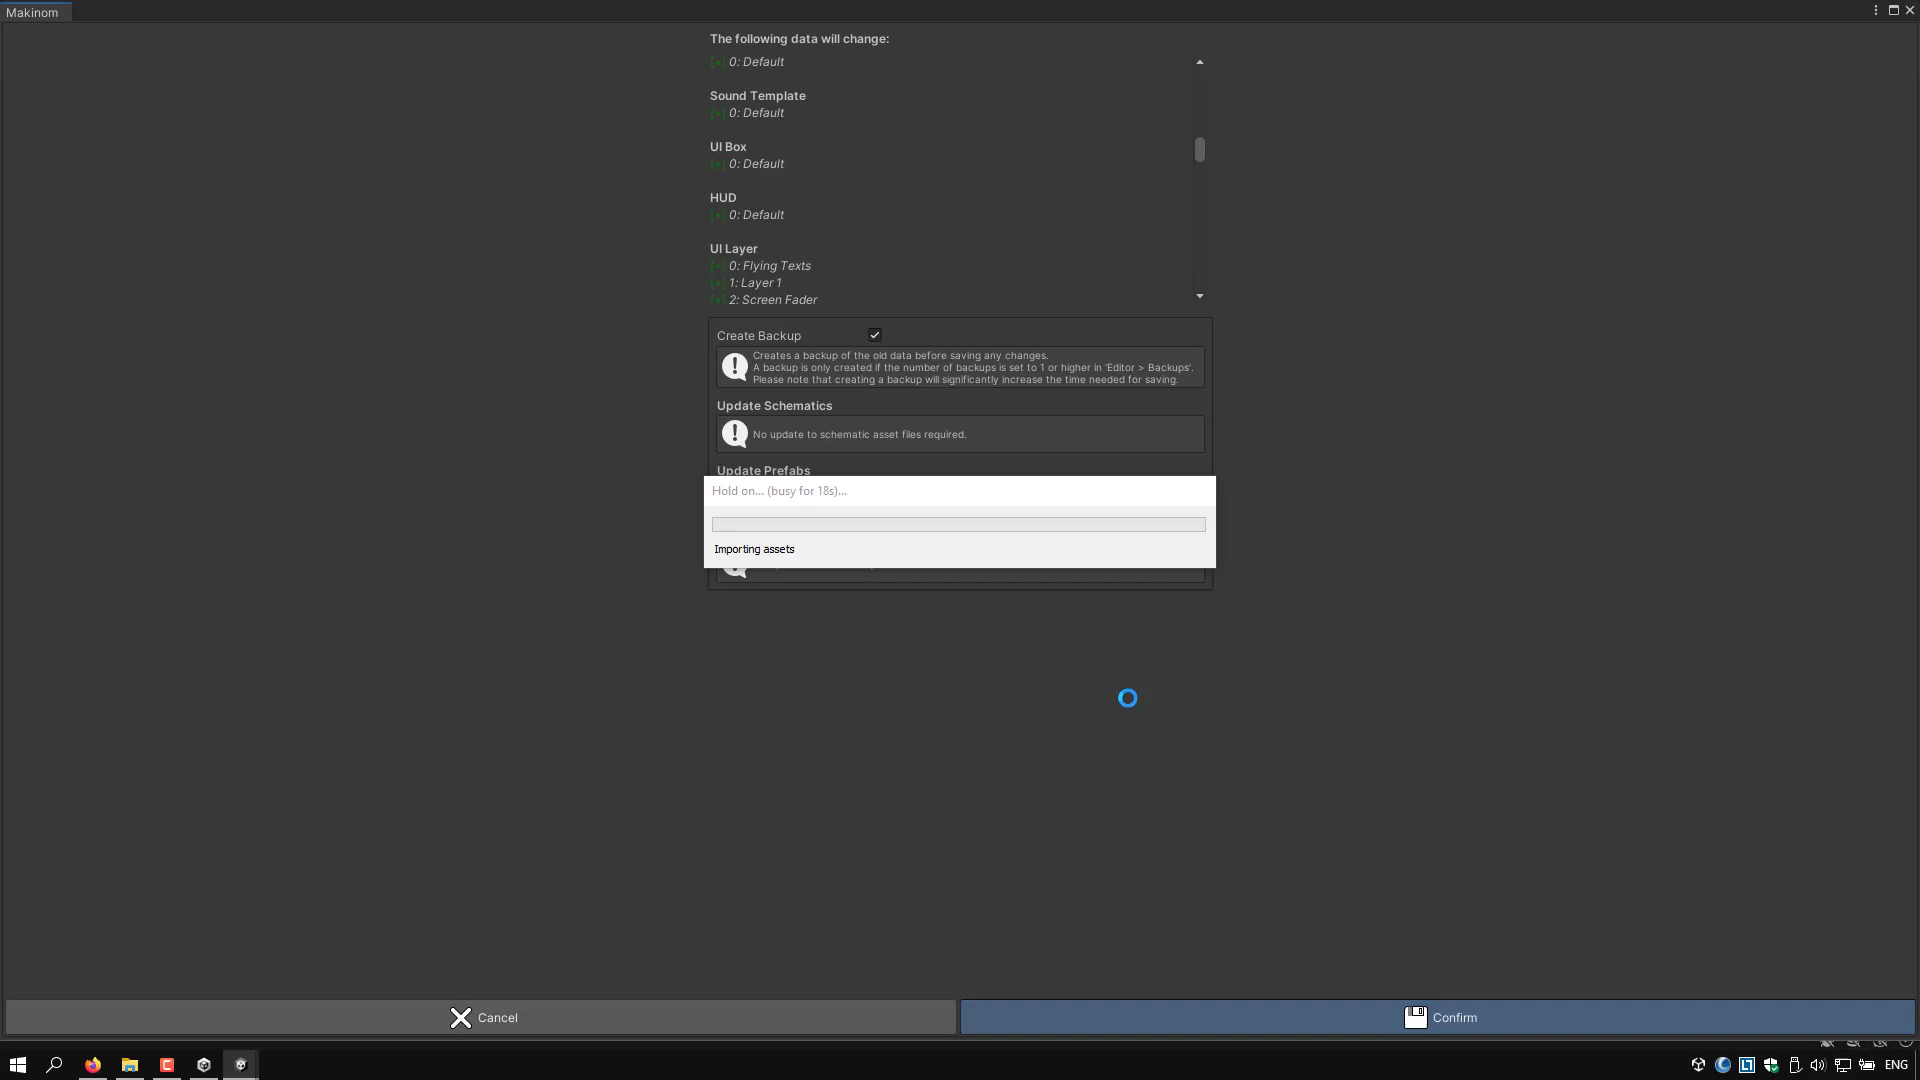 Makinom
The following data will change:
[+] 0: Default
Sound Template
[+] 0: Default
UI Box
[+] 0: Default
HUD
[+] 0: Default
UI Layer
[+] 0: Flying Texts
[+] 1: Layer 1
[+] 2: Screen Fader
Create Backup
Creates a backup of the old data before saving any changes.
A backup is only created if the number of backups is set to 1 or higher in 'Editor > Backups'.
Please note that creating a backup will significantly increase the time needed for saving.
Update Schematics
No update to schematic asset files required.
Update Prefabs
Hold on... (busy for 18s)...
Importing assets
Cancel
Confirm
ENG